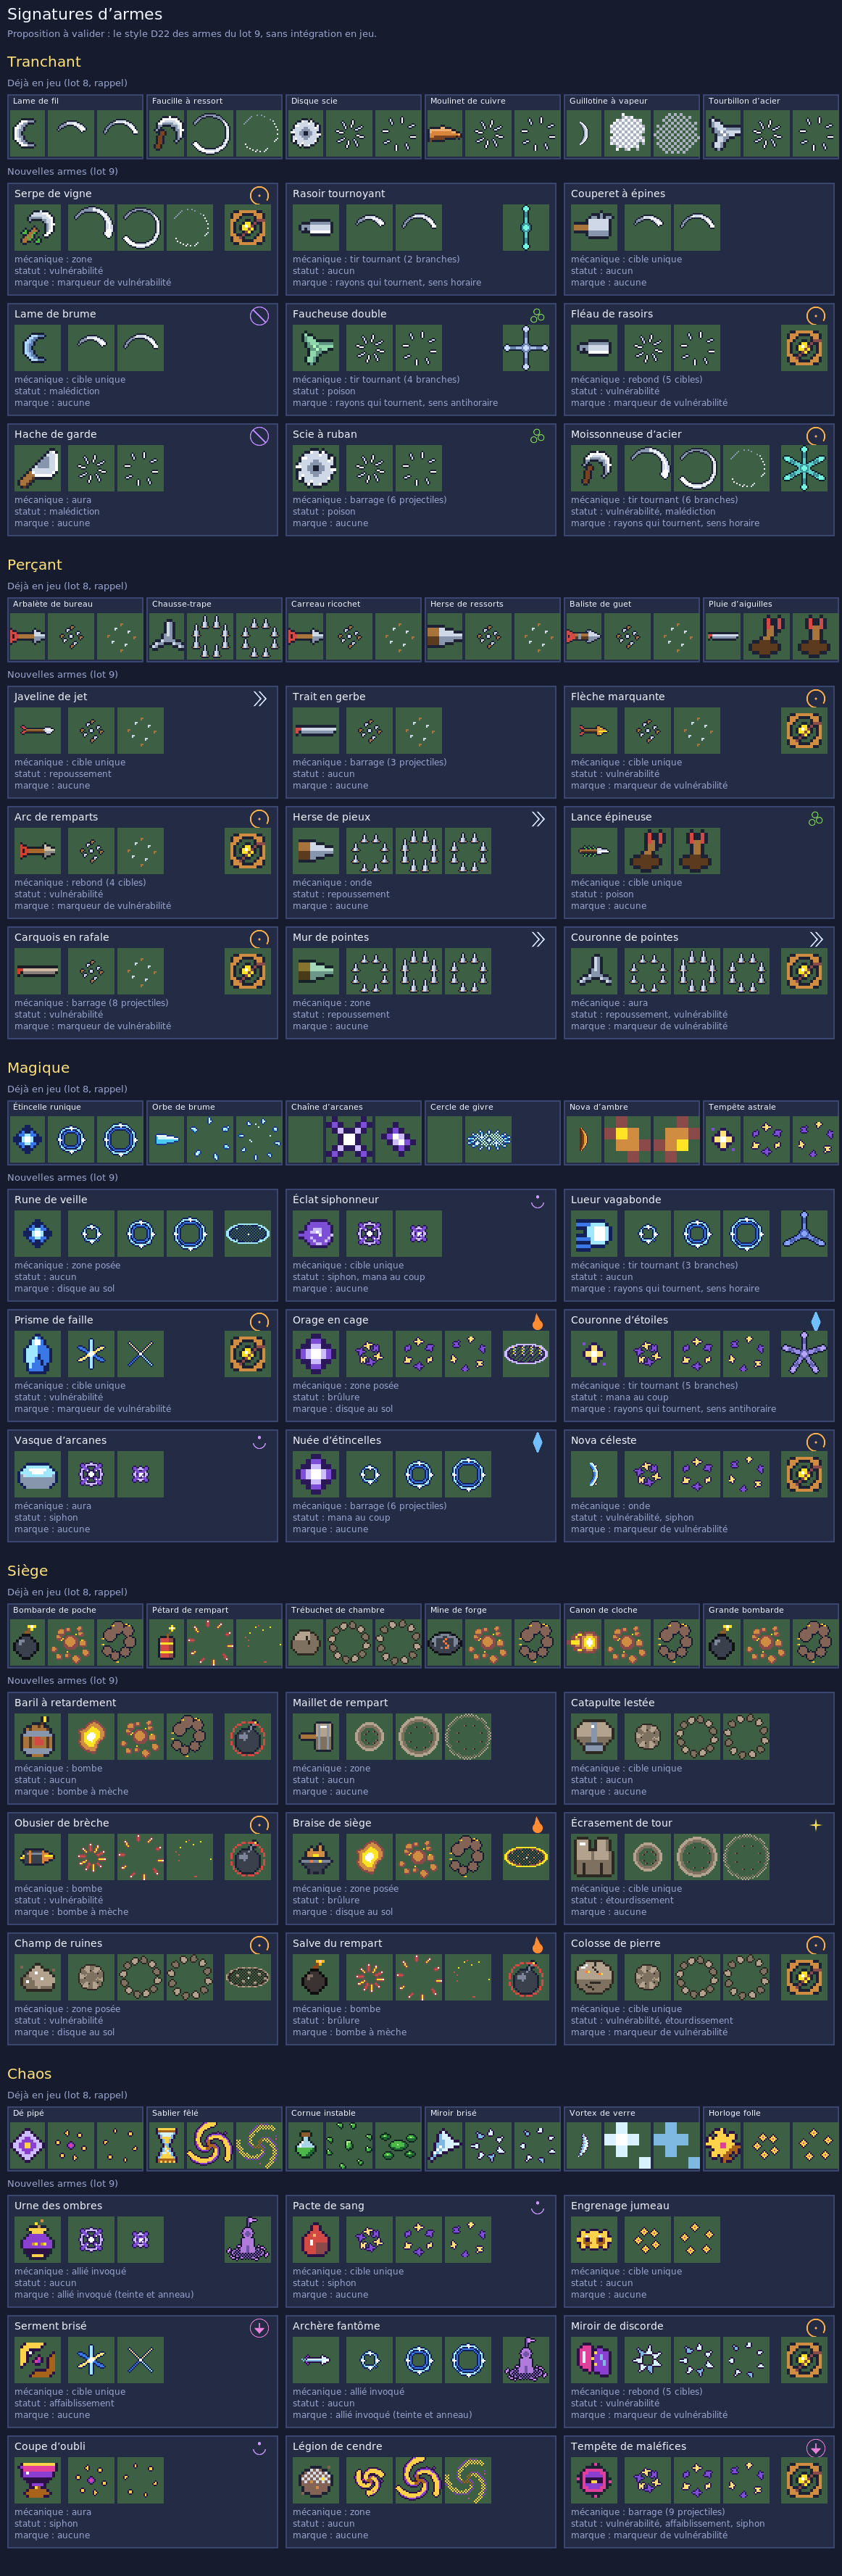 Signatures d’armes
Proposition à valider : le style D22 des armes du lot 9, sans intégration en jeu.
Tranchant
Déjà en jeu (lot 8, rappel)
Lame de fil
Faucille à ressort
Disque scie
Moulinet de cuivre
Guillotine à vapeur
Tourbillon d’acier
Nouvelles armes (lot 9)
Serpe de vigne
mécanique : zone
statut : vulnérabilité
marque : marqueur de vulnérabilité
Rasoir tournoyant
mécanique : tir tournant (2 branches)
statut : aucun
marque : rayons qui tournent, sens horaire
Couperet à épines
mécanique : cible unique
statut : aucun
marque : aucune
Lame de brume
mécanique : cible unique
statut : malédiction
marque : aucune
Faucheuse double
mécanique : tir tournant (4 branches)
statut : poison
marque : rayons qui tournent, sens antihoraire
Fléau de rasoirs
mécanique : rebond (5 cibles)
statut : vulnérabilité
marque : marqueur de vulnérabilité
Hache de garde
mécanique : aura
statut : malédiction
marque : aucune
Scie à ruban
mécanique : barrage (6 projectiles)
statut : poison
marque : aucune
Moissonneuse d’acier
mécanique : tir tournant (6 branches)
statut : vulnérabilité, malédiction
marque : rayons qui tournent, sens horaire
Perçant
Déjà en jeu (lot 8, rappel)
Arbalète de bureau
Chausse-trape
Carreau ricochet
Herse de ressorts
Baliste de guet
Pluie d’aiguilles
Nouvelles armes (lot 9)
Javeline de jet
mécanique : cible unique
statut : repoussement
marque : aucune
Trait en gerbe
mécanique : barrage (3 projectiles)
statut : aucun
marque : aucune
Flèche marquante
mécanique : cible unique
statut : vulnérabilité
marque : marqueur de vulnérabilité
Arc de remparts
mécanique : rebond (4 cibles)
statut : vulnérabilité
marque : marqueur de vulnérabilité
Herse de pieux
mécanique : onde
statut : repoussement
marque : aucune
Lance épineuse
mécanique : cible unique
statut : poison
marque : aucune
Carquois en rafale
mécanique : barrage (8 projectiles)
statut : vulnérabilité
marque : marqueur de vulnérabilité
Mur de pointes
mécanique : zone
statut : repoussement
marque : aucune
Couronne de pointes
mécanique : aura
statut : repoussement, vulnérabilité
marque : marqueur de vulnérabilité
Magique
Déjà en jeu (lot 8, rappel)
Étincelle runique
Orbe de brume
Chaîne d’arcanes
Cercle de givre
Nova d’ambre
Tempête astrale
Nouvelles armes (lot 9)
Rune de veille
mécanique : zone posée
statut : aucun
marque : disque au sol
Éclat siphonneur
mécanique : cible unique
statut : siphon, mana au coup
marque : aucune
Lueur vagabonde
mécanique : tir tournant (3 branches)
statut : aucun
marque : rayons qui tournent, sens horaire
Prisme de faille
mécanique : cible unique
statut : vulnérabilité
marque : marqueur de vulnérabilité
Orage en cage
mécanique : zone posée
statut : brûlure
marque : disque au sol
Couronne d’étoiles
mécanique : tir tournant (5 branches)
statut : mana au coup
marque : rayons qui tournent, sens antihoraire
Vasque d’arcanes
mécanique : aura
statut : siphon
marque : aucune
Nuée d’étincelles
mécanique : barrage (6 projectiles)
statut : mana au coup
marque : aucune
Nova céleste
mécanique : onde
statut : vulnérabilité, siphon
marque : marqueur de vulnérabilité
Siège
Déjà en jeu (lot 8, rappel)
Bombarde de poche
Pétard de rempart
Trébuchet de chambre
Mine de forge
Canon de cloche
Grande bombarde
Nouvelles armes (lot 9)
Baril à retardement
mécanique : bombe
statut : aucun
marque : bombe à mèche
Maillet de rempart
mécanique : zone
statut : aucun
marque : aucune
Catapulte lestée
mécanique : cible unique
statut : aucun
marque : aucune
Obusier de brèche
mécanique : bombe
statut : vulnérabilité
marque : bombe à mèche
Braise de siège
mécanique : zone posée
statut : brûlure
marque : disque au sol
Écrasement de tour
mécanique : cible unique
statut : étourdissement
marque : aucune
Champ de ruines
mécanique : zone posée
statut : vulnérabilité
marque : disque au sol
Salve du rempart
mécanique : bombe
statut : brûlure
marque : bombe à mèche
Colosse de pierre
mécanique : cible unique
statut : vulnérabilité, étourdissement
marque : marqueur de vulnérabilité
Chaos
Déjà en jeu (lot 8, rappel)
Dé pipé
Sablier fêlé
Cornue instable
Miroir brisé
Vortex de verre
Horloge folle
Nouvelles armes (lot 9)
Urne des ombres
mécanique : allié invoqué
statut : aucun
marque : allié invoqué (teinte et anneau)
Pacte de sang
mécanique : cible unique
statut : siphon
marque : aucune
Engrenage jumeau
mécanique : cible unique
statut : aucun
marque : aucune
Serment brisé
mécanique : cible unique
statut : affaiblissement
marque : aucune
Archère fantôme
mécanique : allié invoqué
statut : aucun
marque : allié invoqué (teinte et anneau)
Miroir de discorde
mécanique : rebond (5 cibles)
statut : vulnérabilité
marque : marqueur de vulnérabilité
Coupe d’oubli
mécanique : aura
statut : siphon
marque : aucune
Légion de cendre
mécanique : zone
statut : aucun
marque : aucune
Tempête de maléfices
mécanique : barrage (9 projectiles)
statut : vulnérabilité, affaiblissement, siphon
marque : marqueur de vulnérabilité